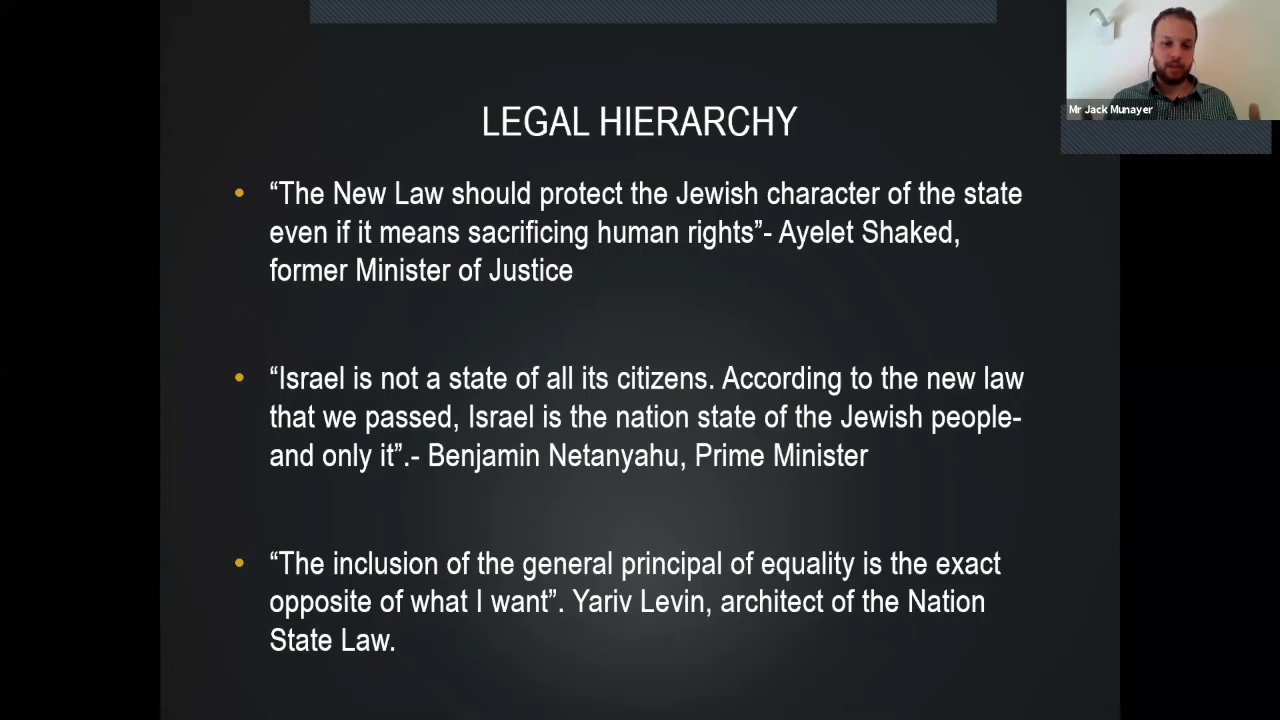 Mr Jack Munayer
LEGAL HIERARCHY
• “The New Law should protect the Jewish character of the state
even if it means sacrificing human rights”- Ayelet Shaked,
former Minister of Justice
• “Israel is not a state of all its citizens. According to the new law
that we passed, Israel is the nation state of the Jewish people-
and only it”.- Benjamin Netanyahu, Prime Minister
• “The inclusion of the general principal of equality is the exact
opposite of what I want”. Yariv Levin, architect of the Nation
State Law.